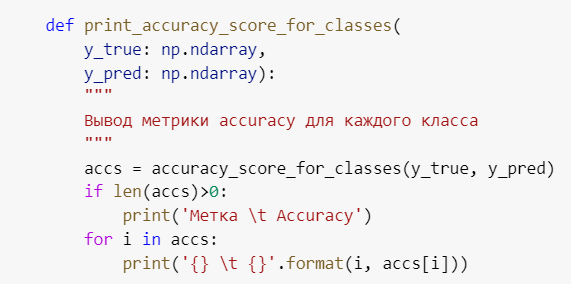 def print_accuracy_score_for_classes(
    y_true: np.ndarray,
    y_pred: np.ndarray):
    """
    Вывод метрики accuracy для каждого класса
    """
    accs = accuracy_score_for_classes(y_true, y_pred)
    if len(accs)>0:
        print('Метка \t Accuracy')
    for i in accs:
        print('{} \t {}'.format(i, accs[i]))